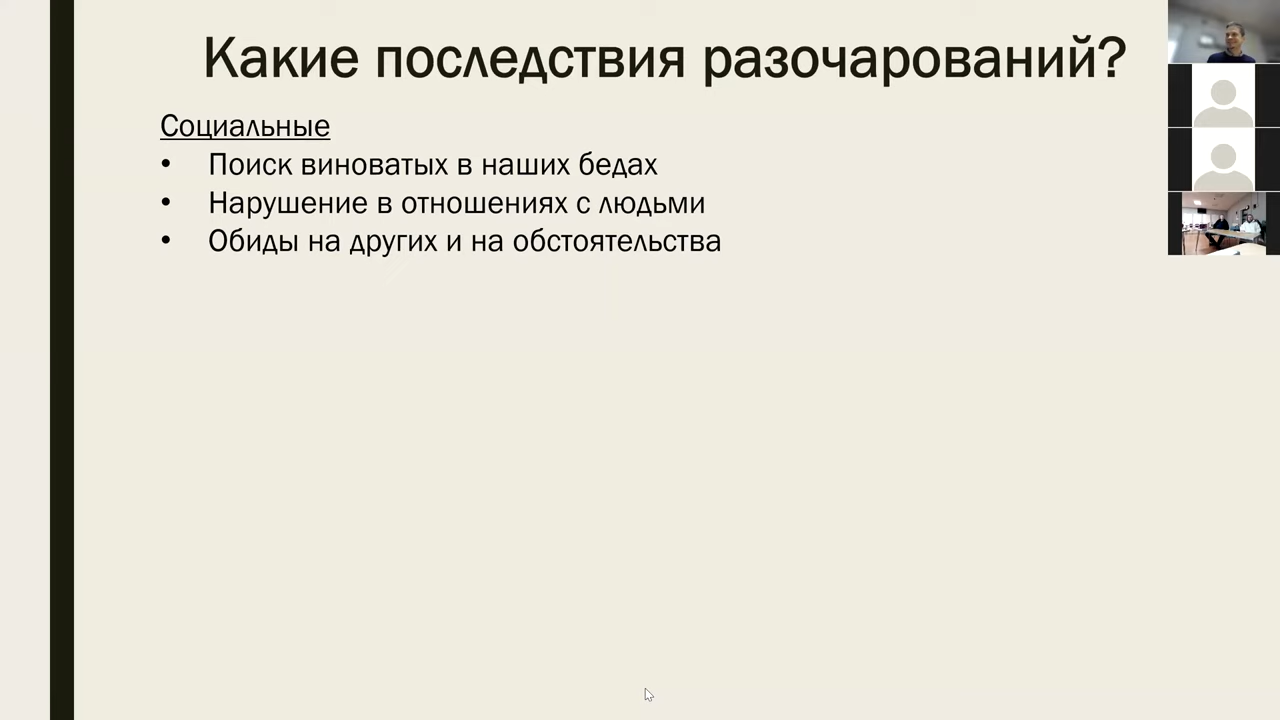 Какие последствия разочарований?
Социальные
• Поиск виноватых в наших бедах
• Нарушение в отношениях с людьми
• Обиды на других и на обстоятельства